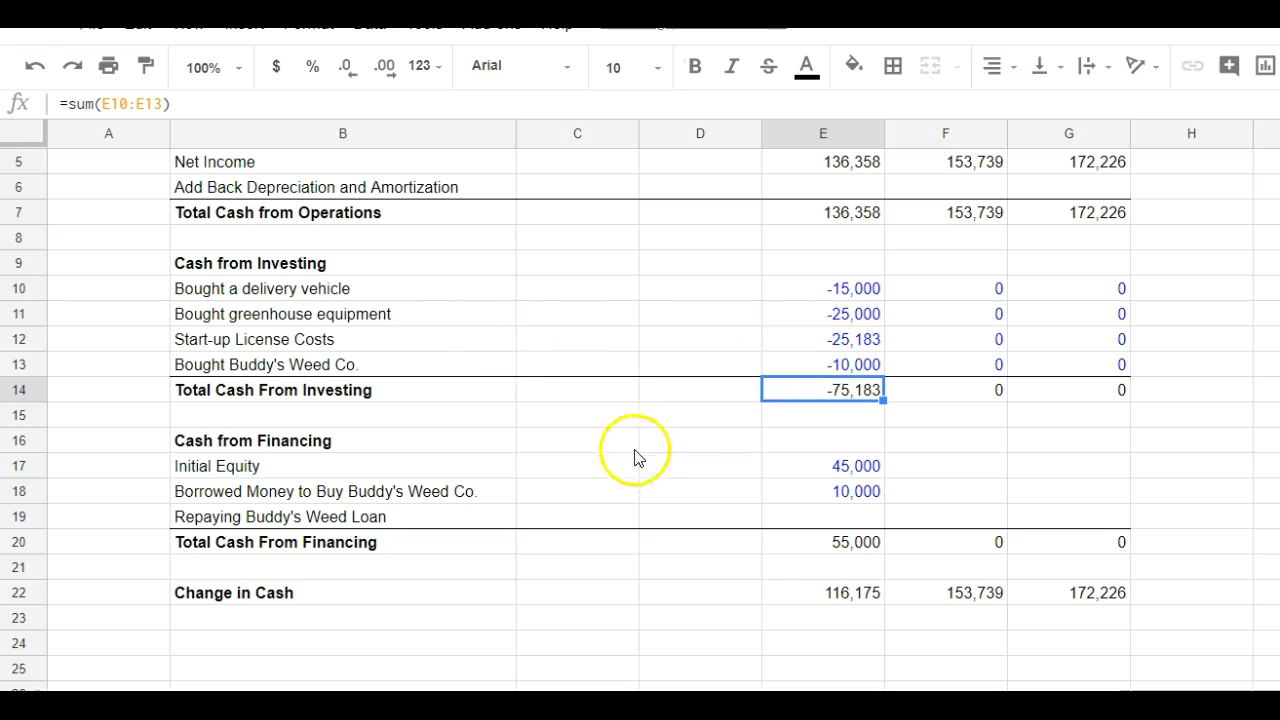 100% $ % .0 .00 123 Arial 10 B I S A
fx =sum(E10:E13)
A B C D E F G H
5 Net Income 136,358 153,739 172,226
6 Add Back Depreciation and Amortization
7 Total Cash from Operations 136,358 153,739 172,226
8
9 Cash from Investing
10 Bought a delivery vehicle -15,000 0 0
11 Bought greenhouse equipment -25,000 0 0
12 Start-up License Costs -25,183 0 0
13 Bought Buddy's Weed Co. -10,000 0 0
14 Total Cash From Investing -75,183 0 0
15
16 Cash from Financing
17 Initial Equity 45,000
18 Borrowed Money to Buy Buddy's Weed Co. 10,000
19 Repaying Buddy's Weed Loan
20 Total Cash From Financing 55,000 0 0
21
22 Change in Cash 116,175 153,739 172,226
23
24
25